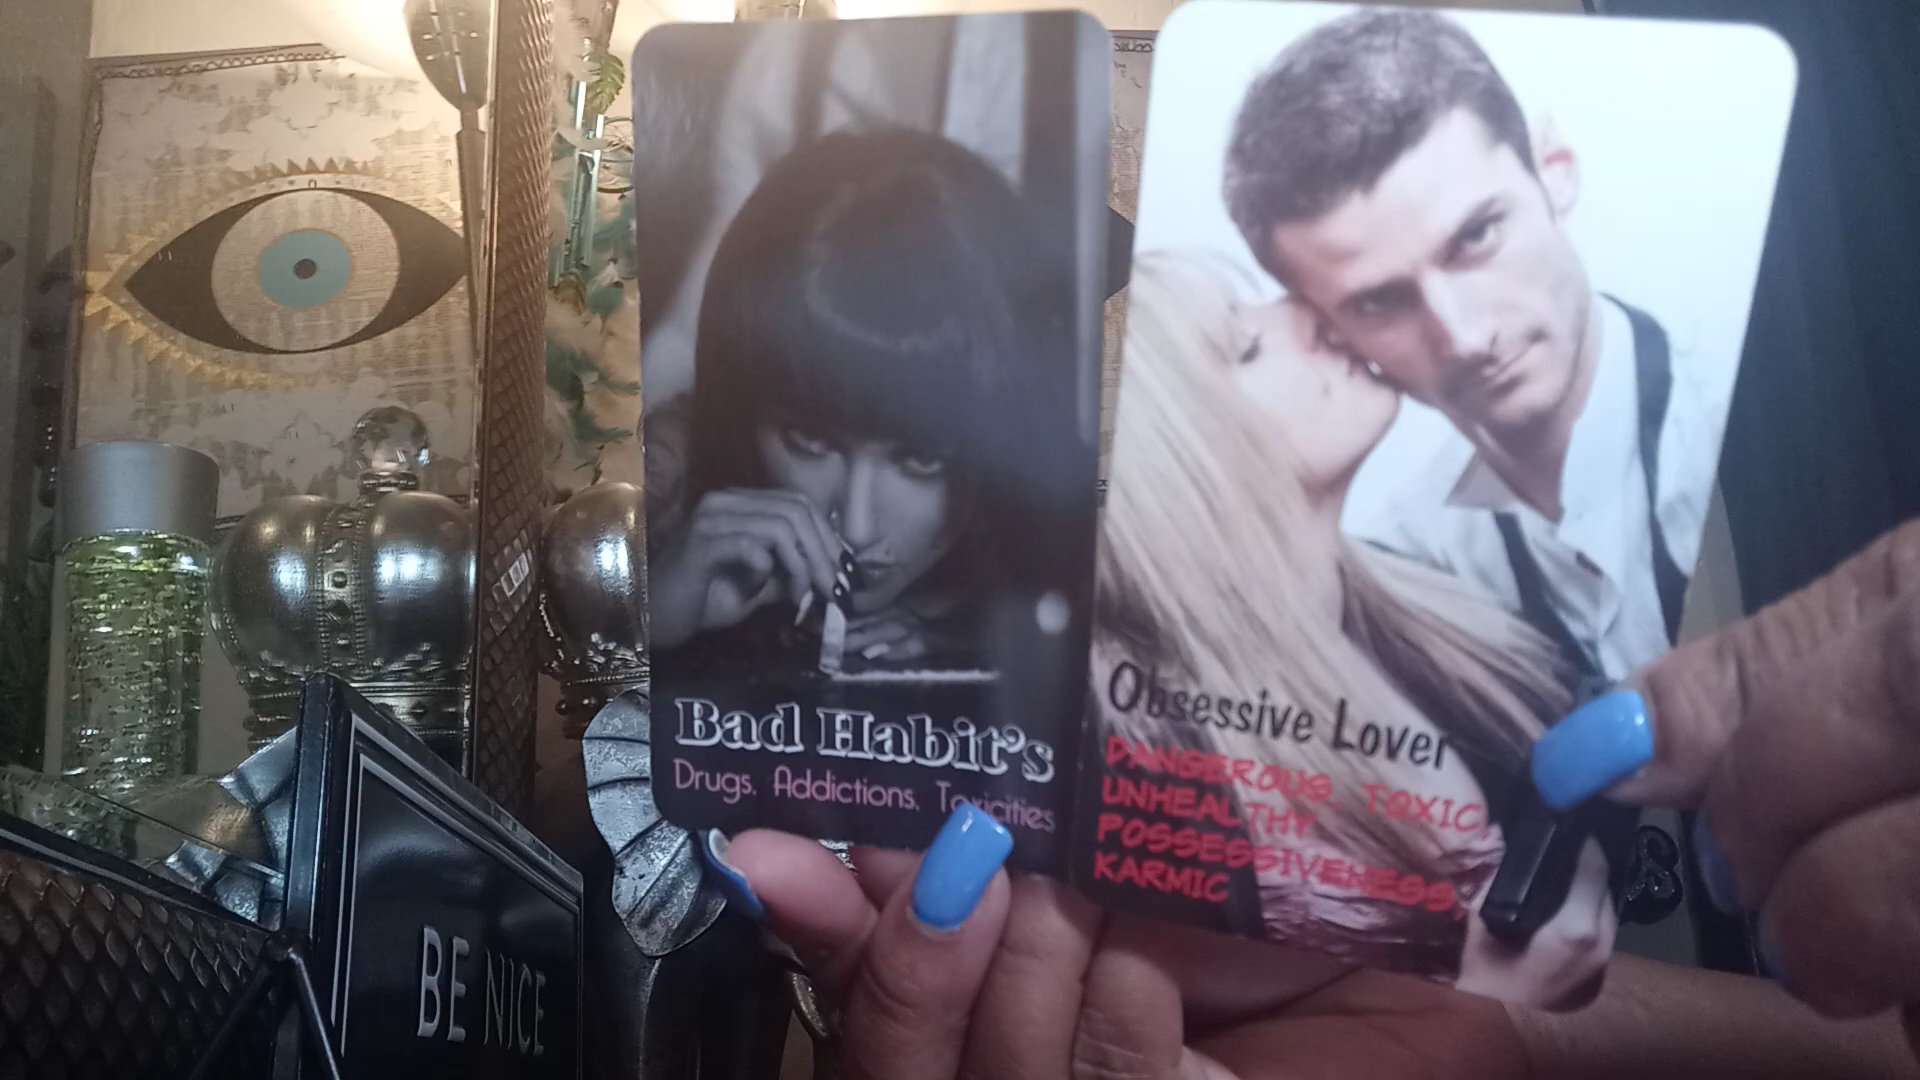 Bad Habit's
Drugs, Addictions, Toxicities
Obsessive Lover
DANGEROUS, TOXIC,
UNHEALTHY
POSSESSIVENESS,
KARMIC
BE NICE